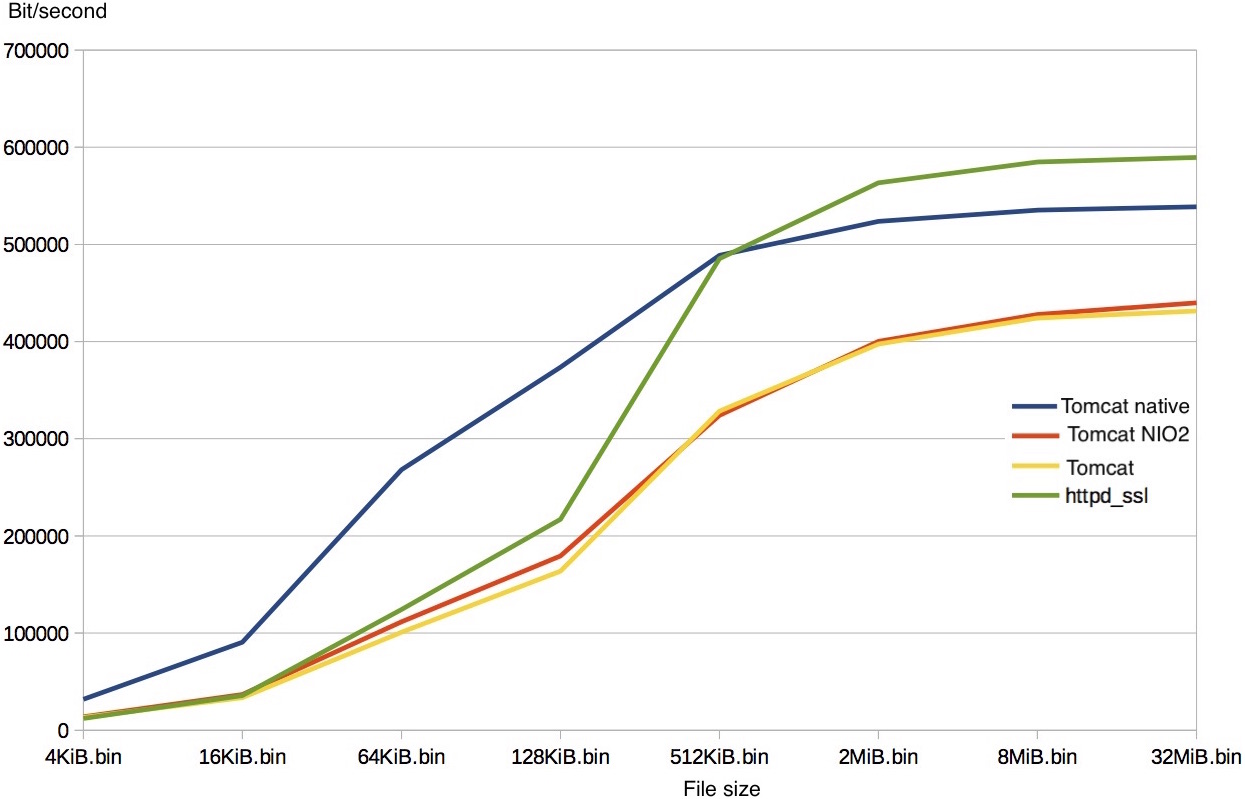 Bit/second
700000
600000
500000
400000
300000
200000
100000
0
Tomcat native
Tomcat NIO2
Tomcat
httpd_ssl
4KiB.bin 16KiB.bin 64KiB.bin 128KiB.bin 512KiB.bin 2MiB.bin 8MiB.bin 32MiB.bin
File size